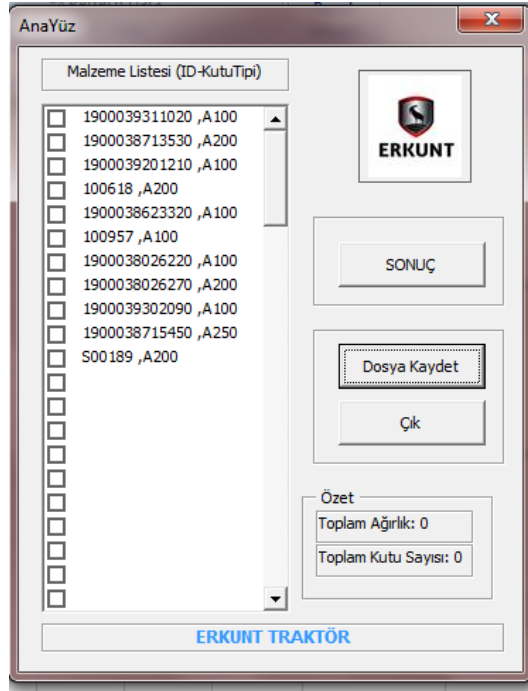 AnaYüz
Malzeme Listesi (ID-KutuTipi)
1900039311020 ,A100
1900038713530 ,A200
1900039201210 ,A100
100618 ,A200
1900038623320 ,A100
100957 ,A100
1900038026220 ,A100
1900038026270 ,A200
1900039302090 ,A100
1900038715450 ,A250
S00189 ,A200
ERKUNT
SONUÇ
Dosya Kaydet
Çık
Özet
Toplam Ağırlık: 0
Toplam Kutu Sayısı: 0
ERKUNT TRAKTÖR